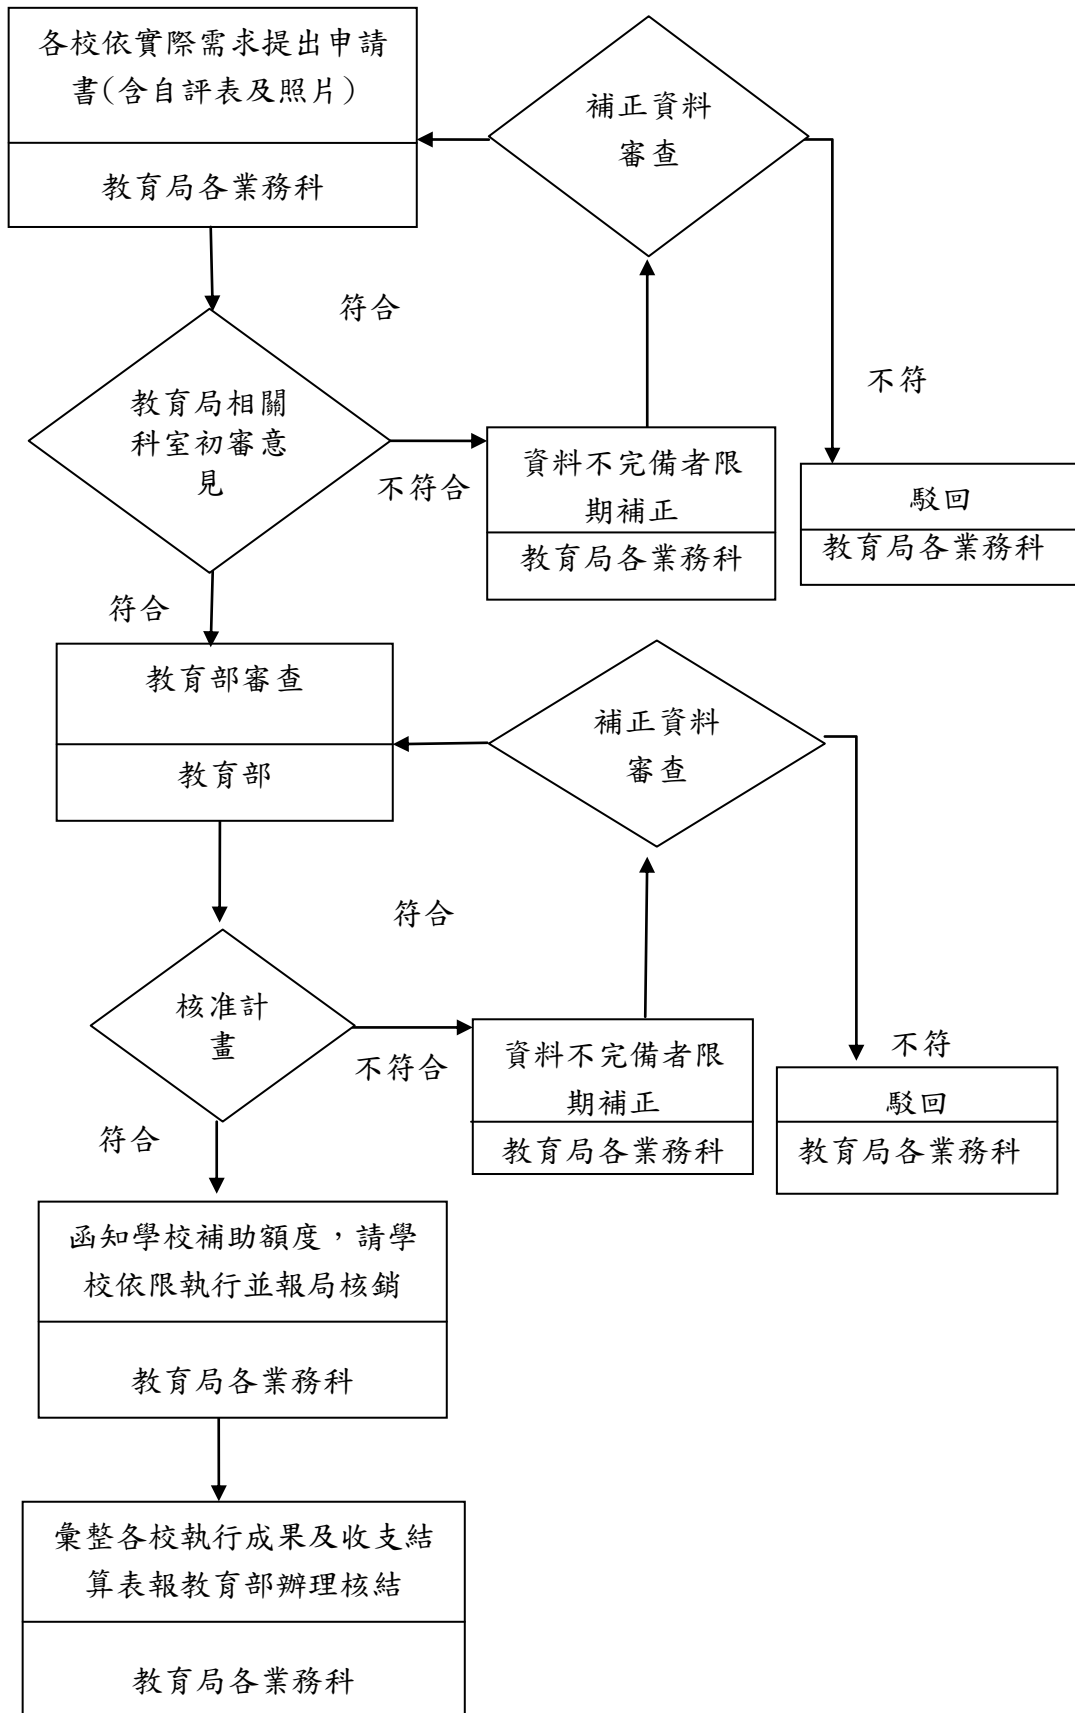 各校依實際需求提出申請
書(含自評表及照片)
教育局各業務科
補正資料
審查
符合
不符
教育局相關
科室初審意
見
不符合
資料不完備者限
期補正
教育局各業務科
駁回
教育局各業務科
符合
教育部審查
教育部
補正資料
審查
符合
核准計
畫
不符合
資料不完備者限
期補正
教育局各業務科
不符
駁回
教育局各業務科
符合
函知學校補助額度，請學
校依限執行並報局核銷
教育局各業務科
彙整各校執行成果及收支結
算表報教育部辦理核結
教育局各業務科